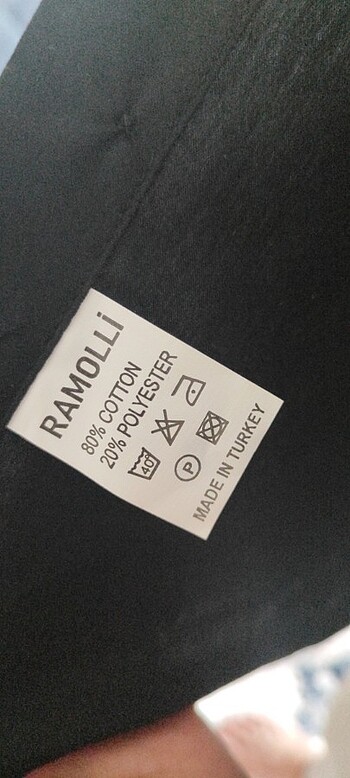 RAMOLLİ
80% COTTON
20% POLYESTER
40°
P
MADE IN TURKEY